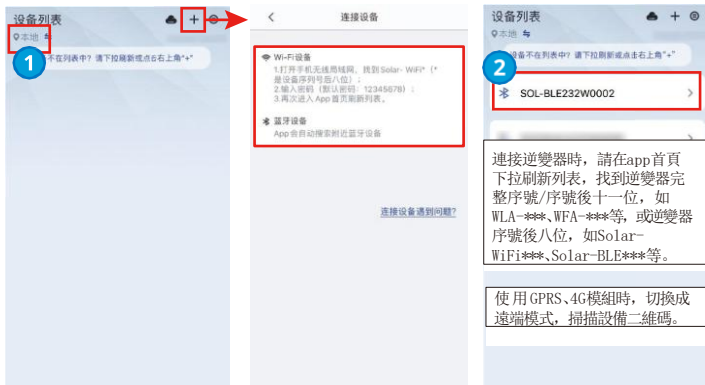 设备列表
本地
不在列表中？请下拉刷新或点击右上角"+"
1
连接设备
Wi-Fi设备
1.打开手机无线局域网，找到Solar- WiFi*（*
是设备序列号后八位）；
2.输入密码（默认密码：12345678）；
3.再次进入 App 首页刷新列表。
蓝牙设备
App会自动搜索附近蓝牙设备
连接设备遇到问题?
设备列表
本地
设备不在列表中？请下拉刷新或点击右上角"+"
2
SOL-BLE232W0002
連接逆變器時，請在app首頁
下拉刷新列表，找到逆變器完
整序號/序號後十一位，如
WLA-***、WFA-***等，或逆變器
序號後八位，如Solar-
WiFi***、Solar-BLE***等。
使用GPRS、4G模組時，切換成
遠端模式，掃描設備二維碼。